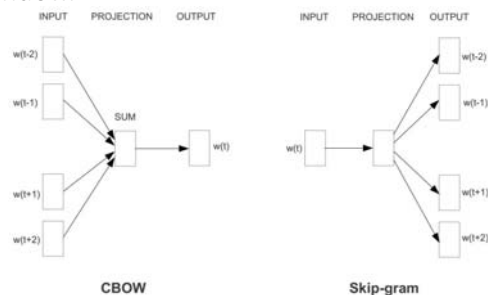 INPUT PROJECTION OUTPUT
w(t-2)
w(t-1)
SUM
w(t)
w(t+1)
w(t+2)
CBOW
INPUT PROJECTION OUTPUT
w(t-2)
w(t-1)
w(t)
w(t+1)
w(t+2)
Skip-gram